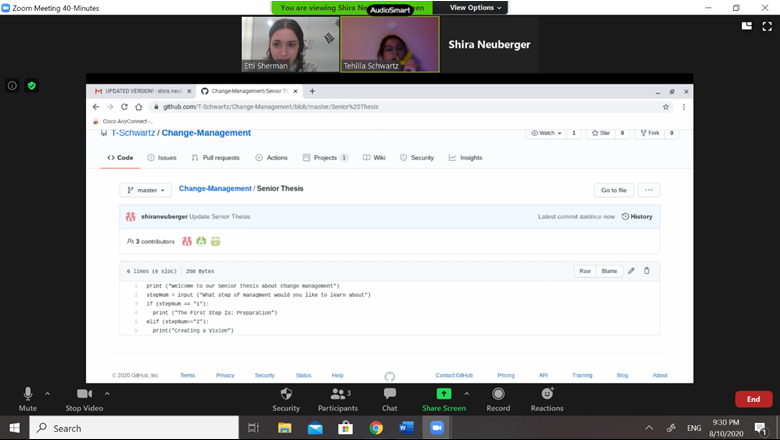 Zoom Meeting 40-Minutes
You are viewing Shira Neu een
AudioSmart
View Options
Etti Sherman
Tehilla Schwartz
Shira Neuberger
UPDATED VERSION! - shira.neub
Change-Management/Senior Th
github.com/T-Schwartz/Change-Management/blob/master/Senior%20Thesis
Cisco AnyConnect -...
T-Schwartz / Change-Management
Watch 1
Star 0
Fork 0
Code
Issues
Pull requests
Actions
Projects 1
Wiki
Security
Insights
master
Change-Management / Senior Thesis
Go to file
shiraneuberger Update Senior Thesis
Latest commit now
History
3 contributors
6 lines (6 sloc) 250 Bytes
Raw
Blame
1 print ("Welcome to our Senior thesis about change management")
2 stepNum = input ("What step of managment would you like to learn about")
3 if (stepNum == "1"):
4 print ("The First Step Is: Preparation")
5 elif (stepNum=="2"):
6 print("Creating a Vision")
© 2020 GitHub, Inc.
Terms
Privacy
Security
Status
Help
Contact GitHub
Pricing
API
Training
Blog
About
Mute
Stop Video
Security
Participants
3
Chat
Share Screen
Record
Reactions
End
Search
ENG
9:30 PM
8/10/2020
1